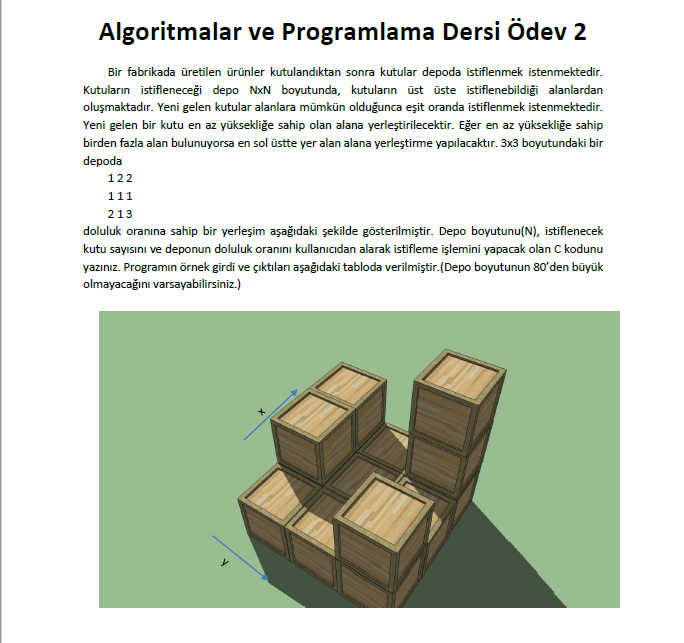 Algoritmalar ve Programlama Dersi Ödev 2
Bir fabrikada üretilen ürünler kutulandıktan sonra kutular depoda istiflenmek istenmektedir.
Kutuların istifleneceği depo NxN boyutunda, kutuların üst üste istiflenebildiği alanlardan
oluşmaktadır. Yeni gelen kutular alanlara mümkün olduğunca eşit oranda istiflenmek istenmektedir.
Yeni gelen bir kutu en az yüksekliğe sahip olan alana yerleştirilecektir. Eğer en az yüksekliğe sahip
birden fazla alan bulunuyorsa en sol üstte yer alan alana yerleştirme yapılacaktır. 3x3 boyutundaki bir
depoda
1 2 2
1 1 1
2 1 3
doluluk oranına sahip bir yerleşim aşağıdaki şekilde gösterilmiştir. Depo boyutunu(N), istiflenecek
kutu sayısını ve deponun doluluk oranını kullanıcıdan alarak istifleme işlemini yapacak olan C kodunu
yazınız. Programın örnek girdi ve çıktıları aşağıdaki tabloda verilmiştir.(Depo boyutunun 80’den büyük
olmayacağını varsayabilirsiniz.)
x
y